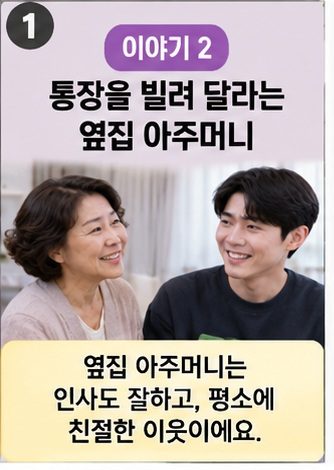 1
이야기 2
통장을 빌려 달라는
옆집 아주머니
옆집 아주머니는
인사도 잘하고, 평소에
친절한 이웃이에요.